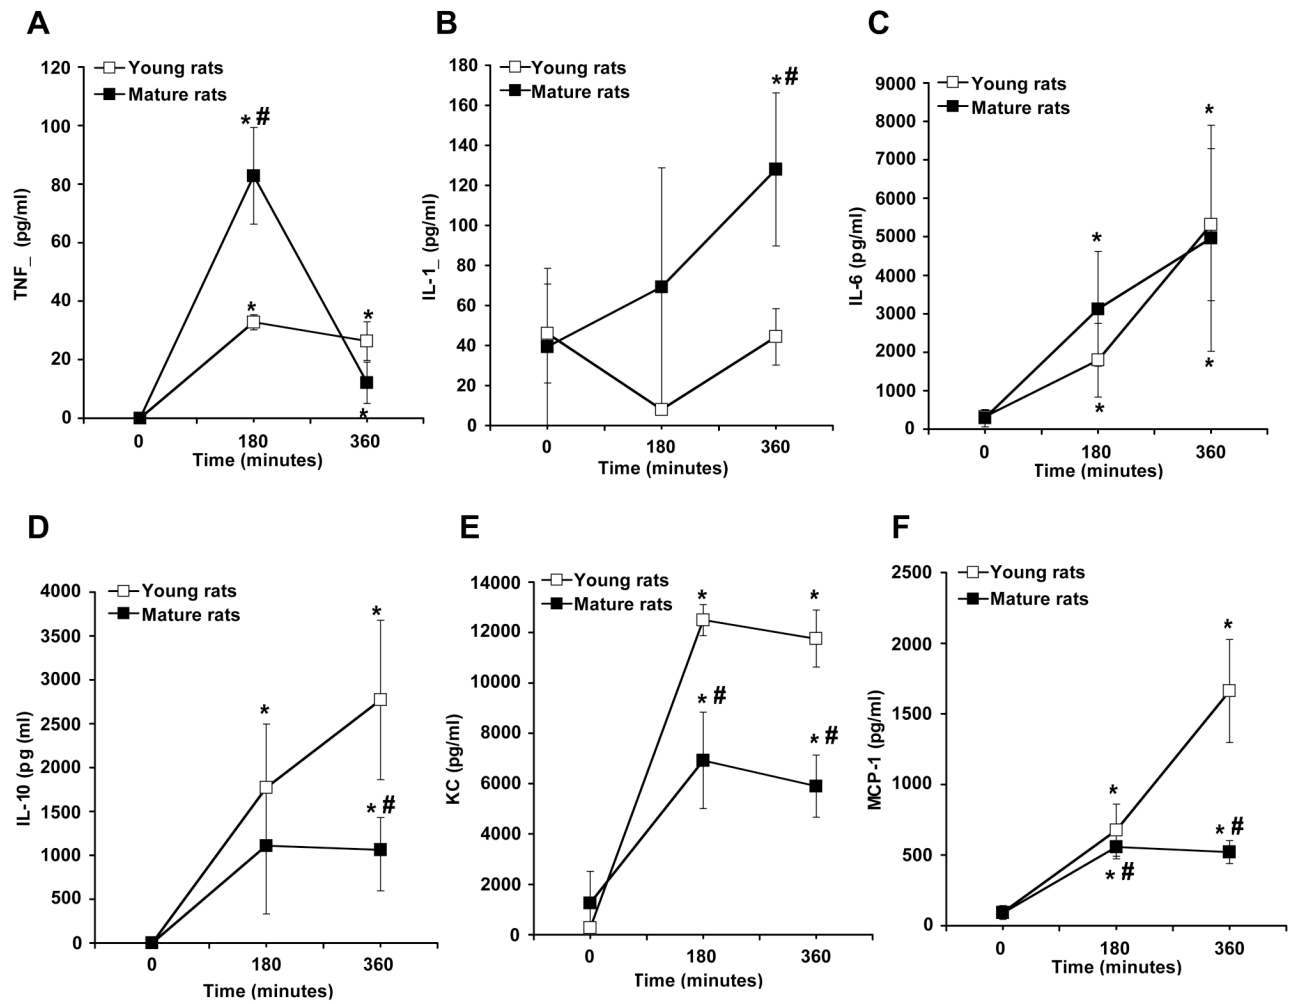 A
Young rats
Mature rats
120
100
80
60
40
20
0
TNF_ (pg/ml)
* #
*
*
*
0 180 360
Time (minutes)
B
Young rats
Mature rats
180
160
140
120
100
80
60
40
20
0
IL-1_ (pg/ml)
* #
0 180 360
Time (minutes)
C
Young rats
Mature rats
9000
8000
7000
6000
5000
4000
3000
2000
1000
0
IL-6 (pg/ml)
*
*
*
*
0 180 360
Time (minutes)
D
Young rats
Mature rats
4000
3500
3000
2500
2000
1500
1000
500
0
IL-10 (pg (ml)
*
*
* #
0 180 360
Time (minutes)
E
Young rats
Mature rats
14000
12000
10000
8000
6000
4000
2000
0
KC (pg/ml)
* *
* #
* #
0 180 360
Time (minutes)
F
Young rats
Mature rats
2500
2000
1500
1000
500
0
MCP-1 (pg/ml)
*
*
* #
* #
0 180 360
Time (minutes)